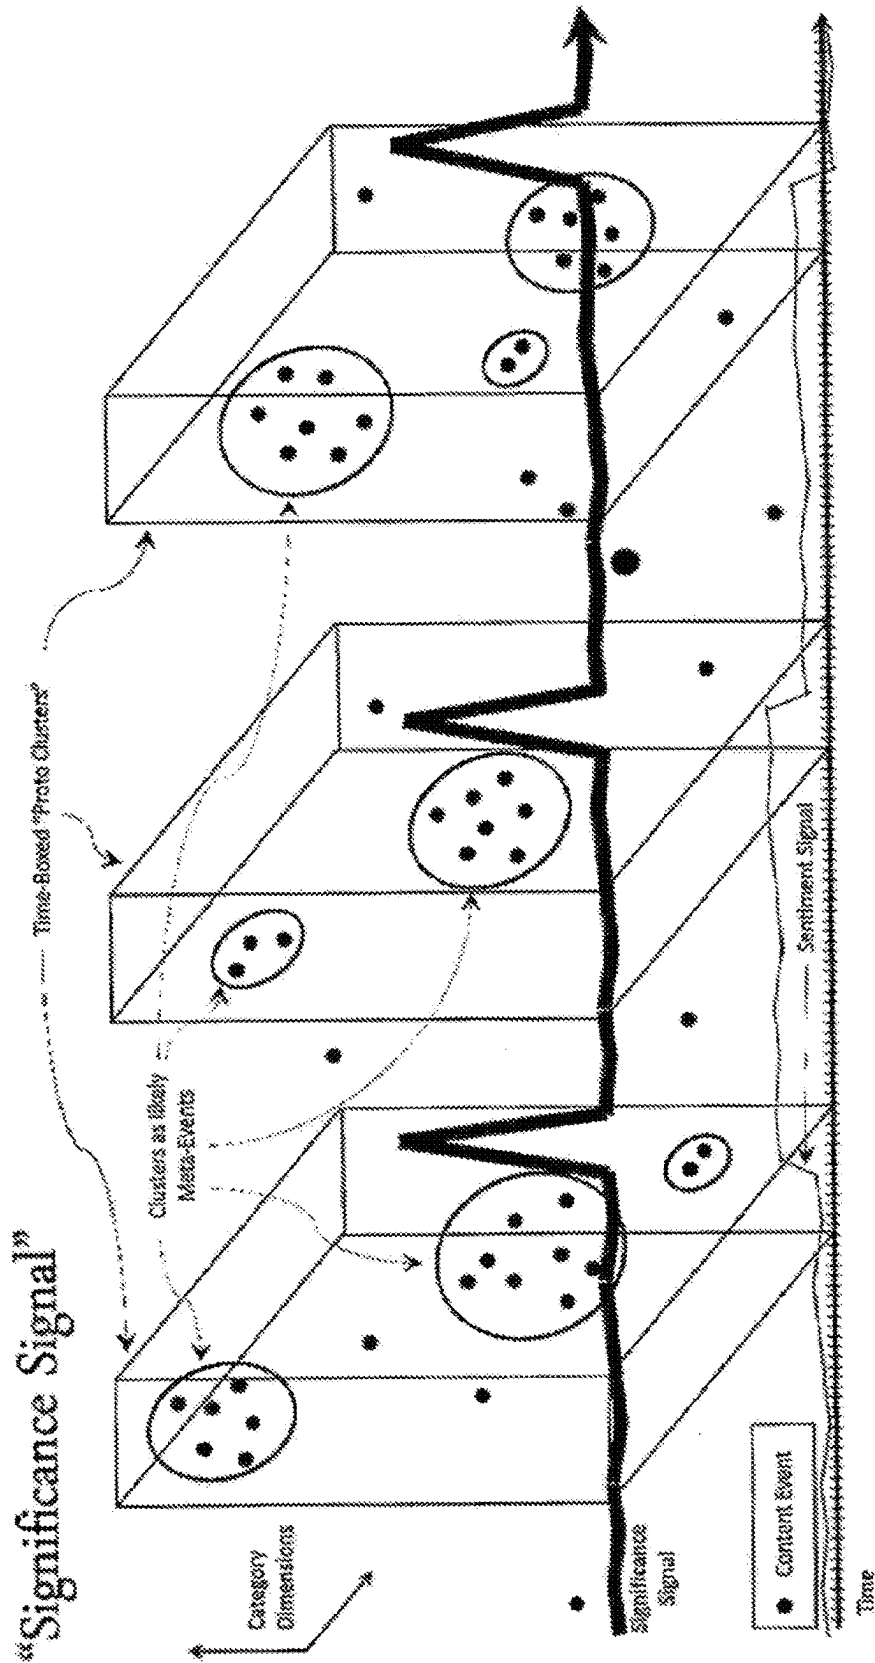 “Significance Signal”
Time-Boxed “Proto Clusters”
Clusters as likely
Meta-Events
Category
Dimensions
Significance
Signal
Sentiment Signal
Content Event
Time